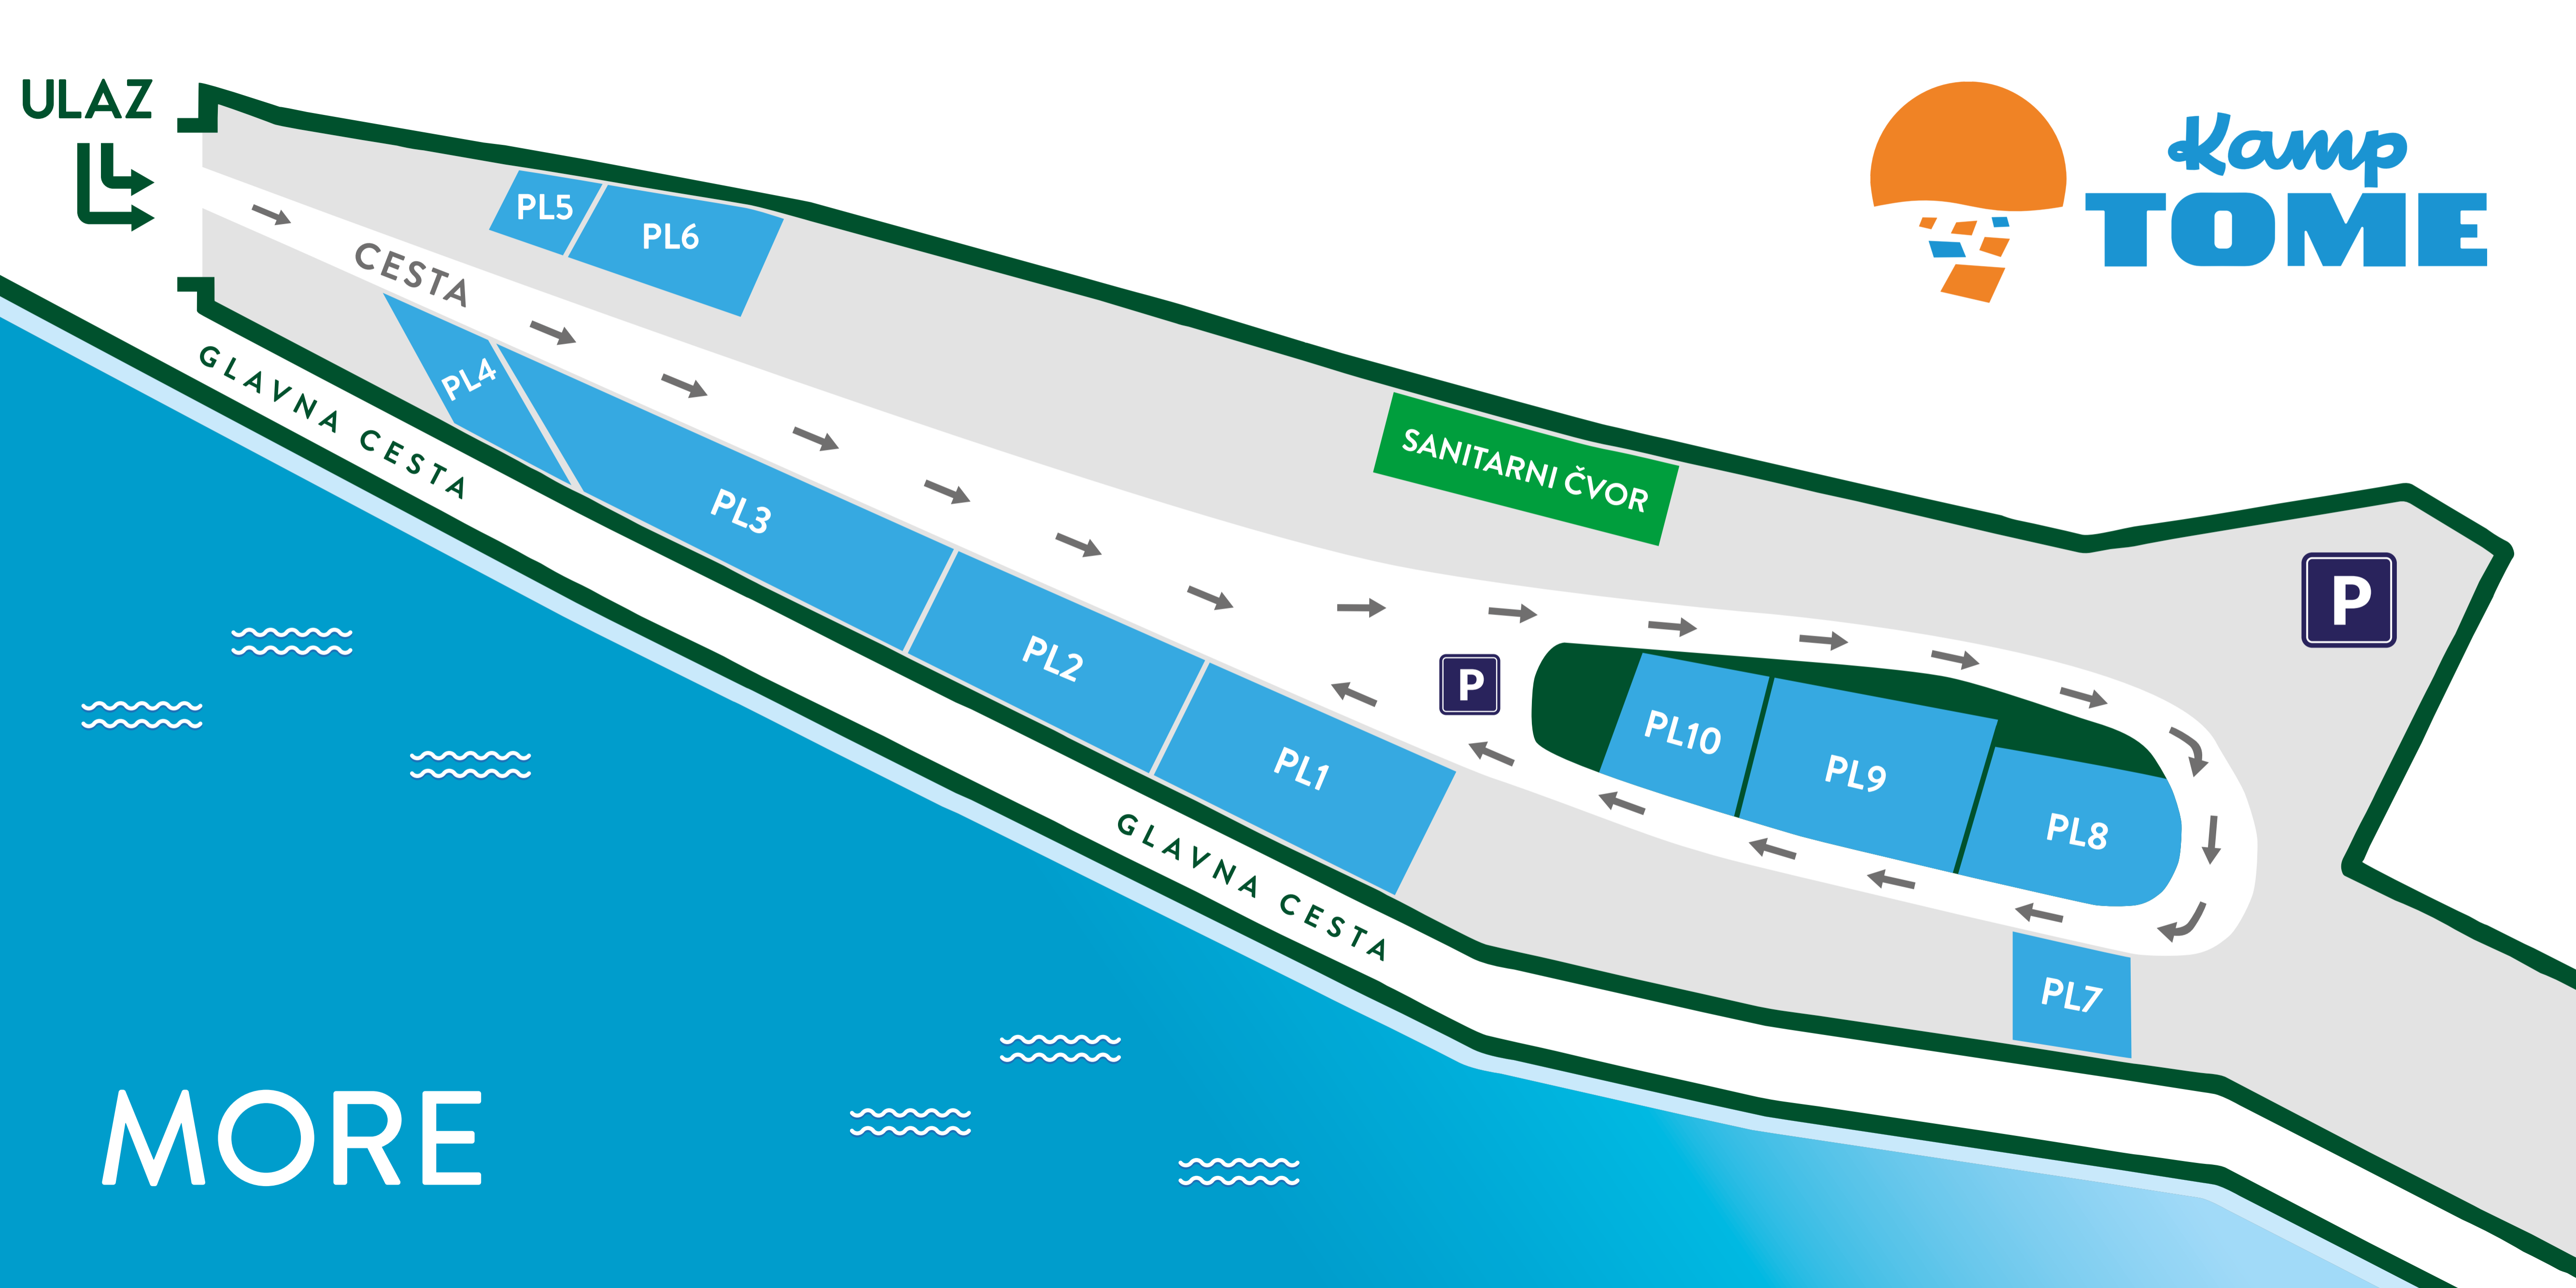 ULAZ
Kamp
TOME
PL5
PL6
CESTA
PL4
GLAVNA CESTA
SANITARNI ČVOR
PL3
P
PL2
P
PL10
PL1
PL9
PL8
GLAVNA CESTA
PL7
MORE